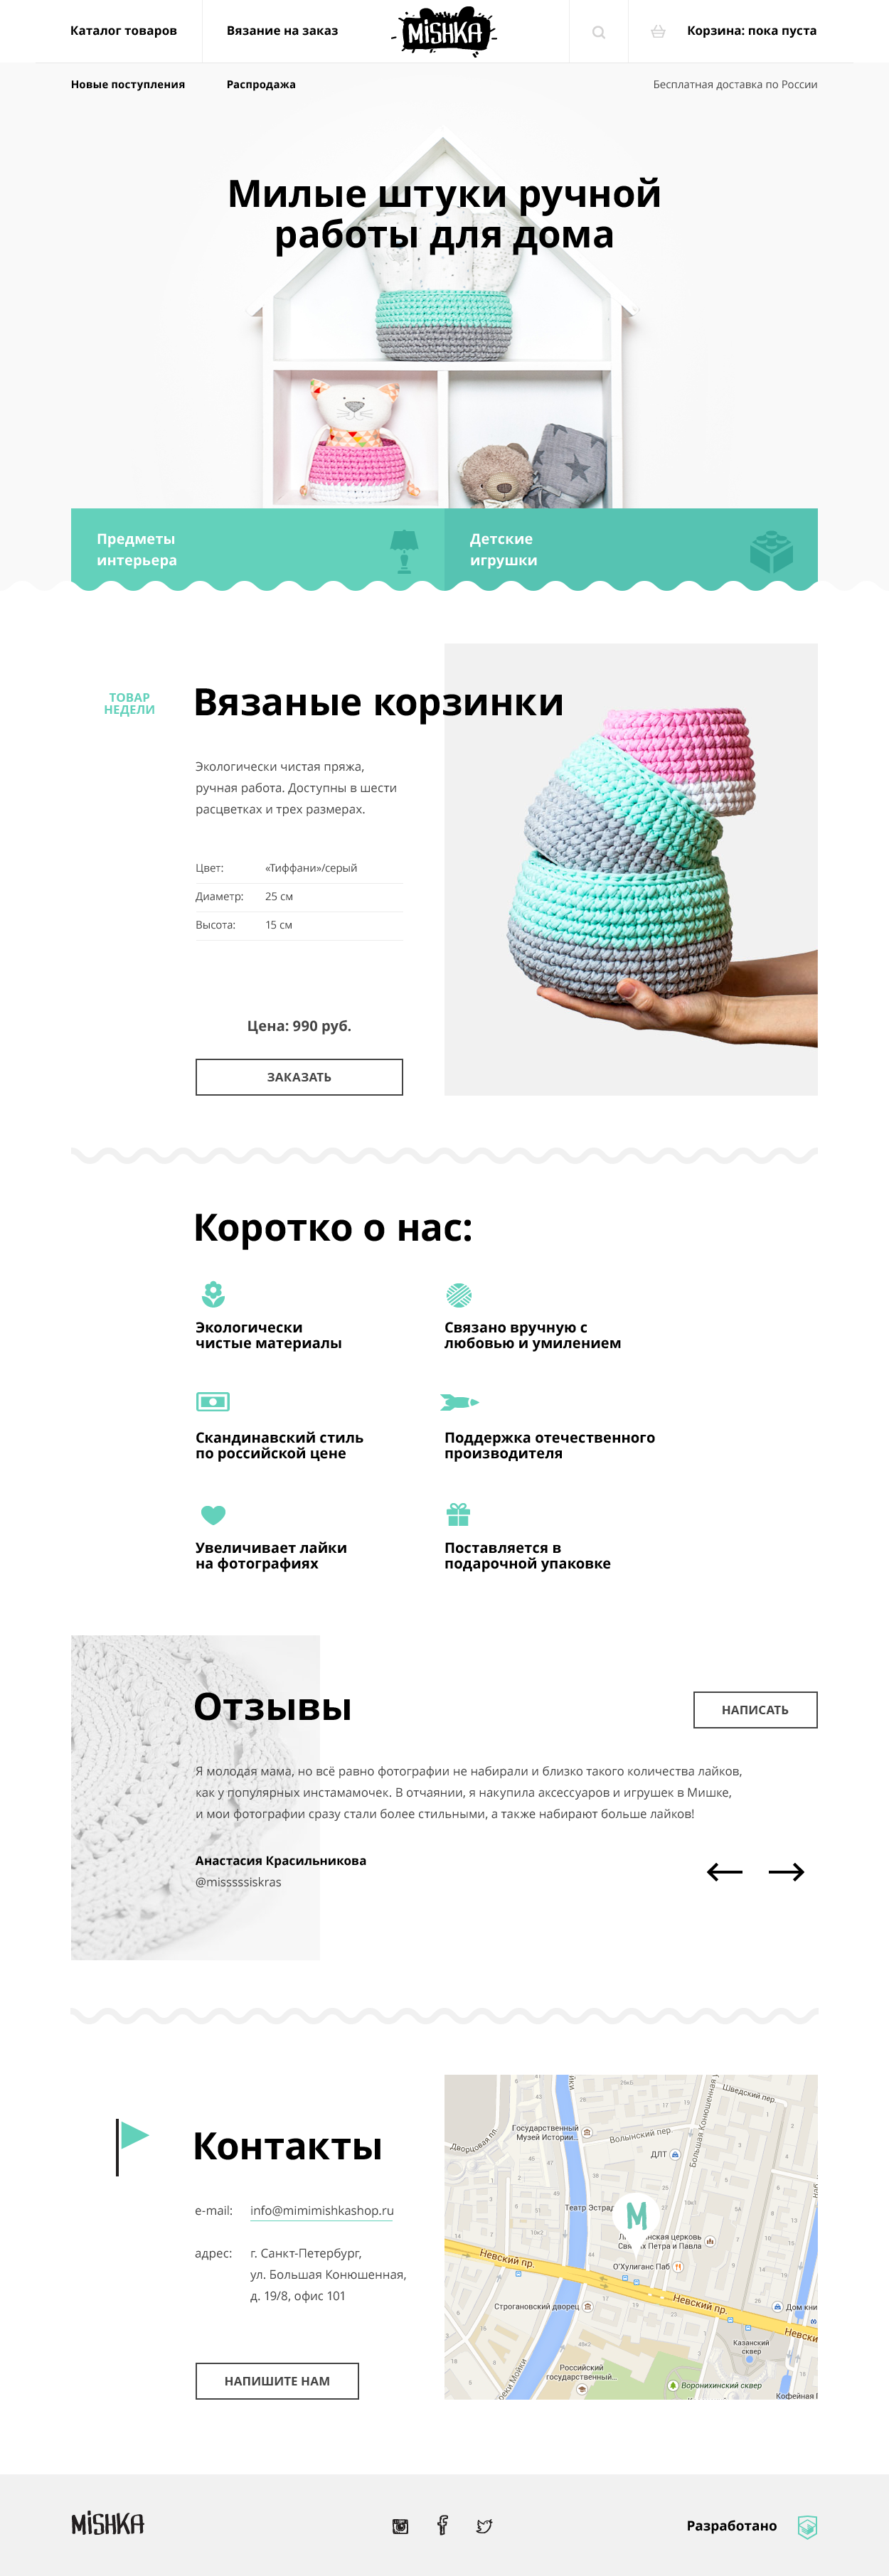 Каталог товаров
Вязание на заказ
MiSHKA
Корзина: пока пуста
Новые поступления
Распродажа
Бесплатная доставка по России
Милые штуки ручной
работы для дома
Предметы
интерьера
Детские
игрушки
ТОВАР
НЕДЕЛИ
Вязаные корзинки
Экологически чистая пряжа,
ручная работа. Доступны в шести
расцветках и трех размерах.
Цвет: «Тиффани»/серый
Диаметр: 25 см
Высота: 15 см
Цена: 990 руб.
ЗАКАЗАТЬ
Коротко о нас:
Экологически
чистые материалы
Связано вручную с
любовью и умилением
Скандинавский стиль
по российской цене
Поддержка отечественного
производителя
Увеличивает лайки
на фотографиях
Поставляется в
подарочной упаковке
Отзывы
НАПИСАТЬ
Я молодая мама, но всё равно фотографии не набирали и близко такого количества лайков,
как у популярных инстамамочек. В отчаянии, я накупила аксессуаров и игрушек в Мишке,
и мои фотографии сразу стали более стильными, а также набирают больше лайков!
Анастасия Красильникова
@misssssiskras
Контакты
e-mail: info@mimimishkashop.ru
адрес: г. Санкт-Петербург,
ул. Большая Конюшенная,
д. 19/8, офис 101
НАПИШИТЕ НАМ
Шведский пер.
Государственный
Музей Истории...
Волынский пер.
Большая Конюшенная
Дворцовая пл.
ДЛТ
Театр Эстрад
M
Святых Петра и Павла
О'Хулиганс Паб
Невский пр.
Строгановский дворец
Невский пр.
Дом кни
Невски
Казанский
сквер
Российский
государственный...
Воронихинский сквер
реки Мойки
Кофейная
MiSHKA
Разработано